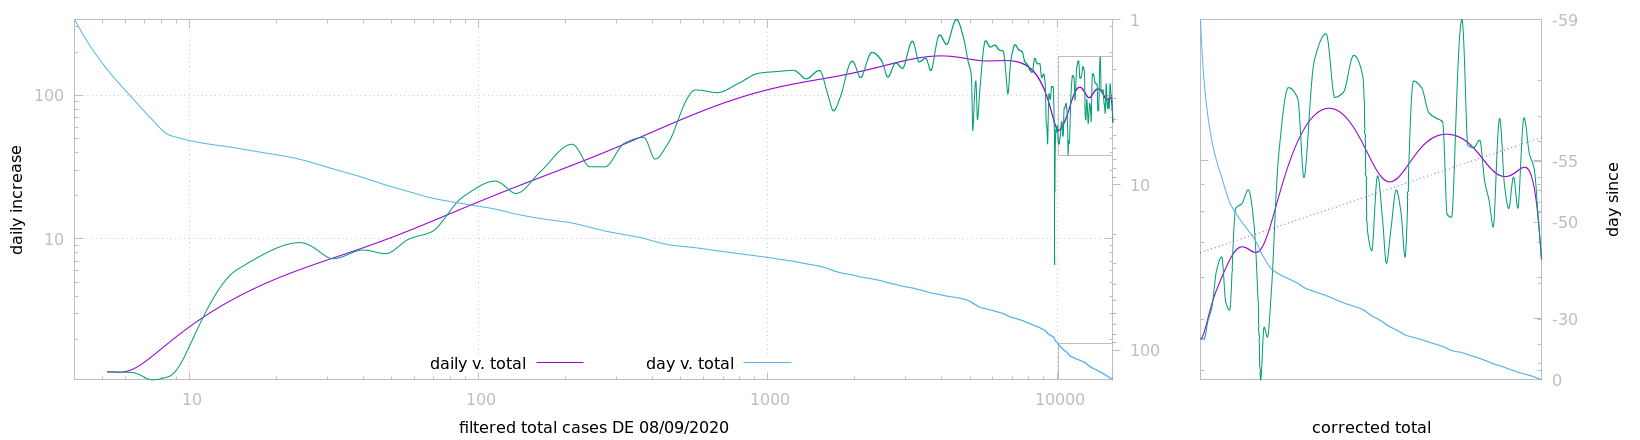 daily increase
100
10
10
100
1000
10000
1
10
100
daily v. total
day v. total
filtered total cases DE 08/09/2020
-59
-55
-50
-30
0
day since
corrected total